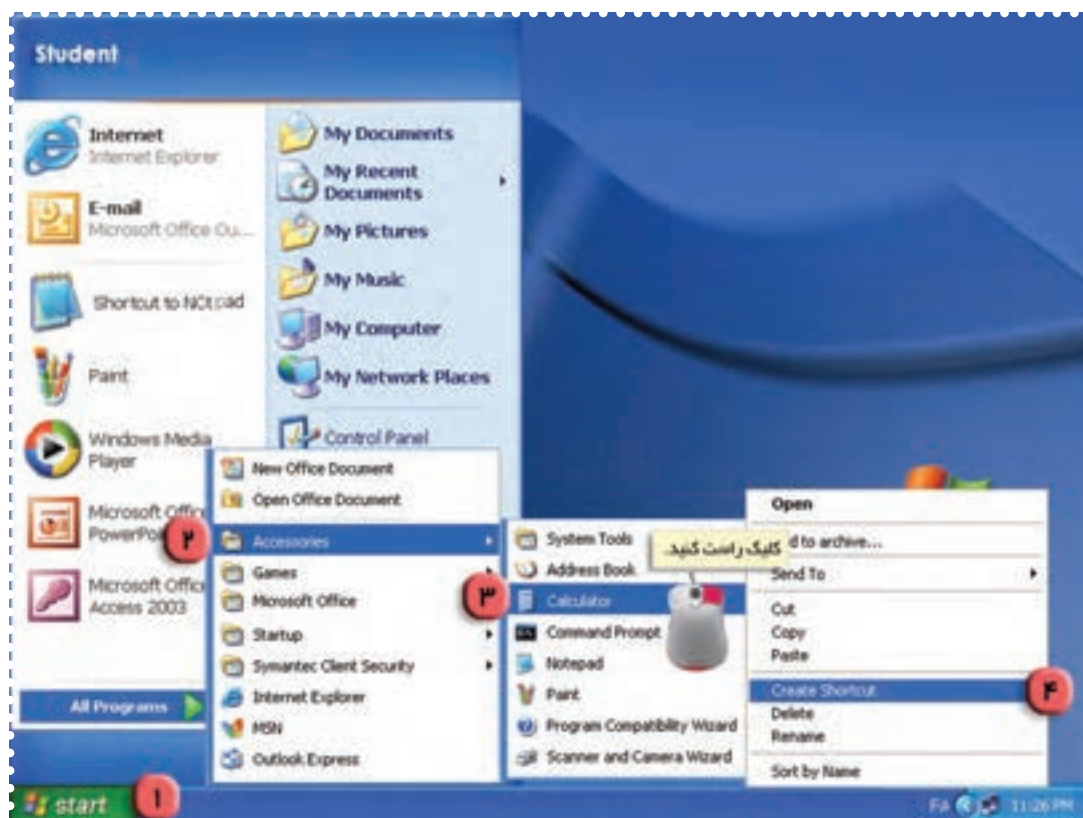 Student
Internet
Internet Explorer
E-mail
Microsoft Office Ou...
Shortcut to
Paint
Windows Media
Player
Microsoft Office
Microsoft Office
Access 2003
All Programs
My Documents
My Recent
Documents
My Pictures
My Music
My Computer
My Network Places
Control Panel
New Office Document
Open Office Document
۲
Accessories
Games
Microsoft Office
Startup
Symantec Client Security
Internet Explorer
MSN
Outlook Express
System Tools
Address Book
۳
Calculator
Command Prompt
Notepad
Paint
Program Compatibility Wizard
Scanner and Camera Wizard
کلیک راست کنید.
Open
to archive...
Send To
Cut
Copy
Paste
Create Shortcut
۴
Delete
Rename
Sort by Name
start
۱
FA
11:26 PM